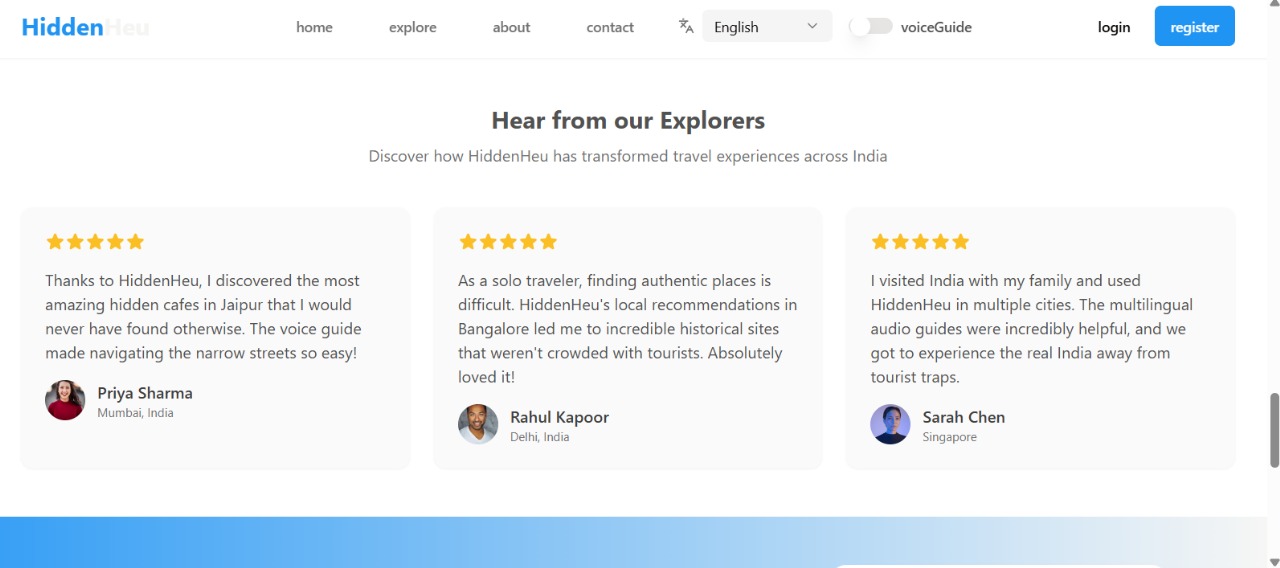 HiddenHeu
home
explore
about
contact
English
voiceGuide
login
register
Hear from our Explorers
Discover how HiddenHeu has transformed travel experiences across India
Thanks to HiddenHeu, I discovered the most
amazing hidden cafes in Jaipur that I would
never have found otherwise. The voice guide
made navigating the narrow streets so easy!
Priya Sharma
Mumbai, India
As a solo traveler, finding authentic places is
difficult. HiddenHeu's local recommendations in
Bangalore led me to incredible historical sites
that weren't crowded with tourists. Absolutely
loved it!
Rahul Kapoor
Delhi, India
I visited India with my family and used
HiddenHeu in multiple cities. The multilingual
audio guides were incredibly helpful, and we
got to experience the real India away from
tourist traps.
Sarah Chen
Singapore